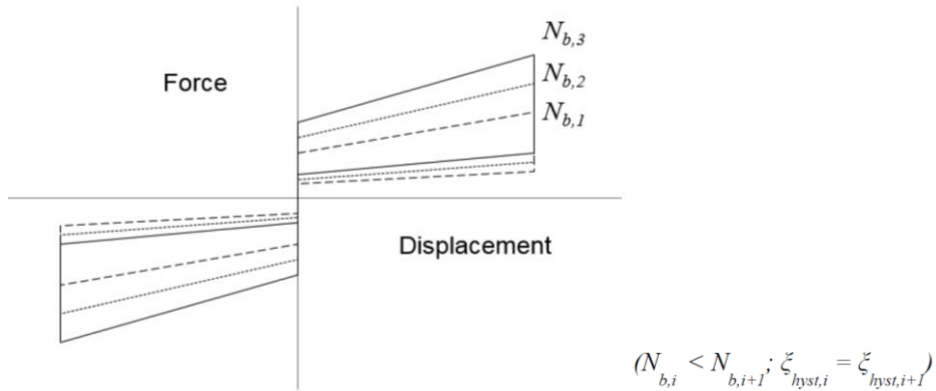 N_{b,3}
Force
N_{b,2}
N_{b,1}
Displacement
(N_{b,i} < N_{b,i+1}; ξ_{hyst,i} = ξ_{hyst,i+1})